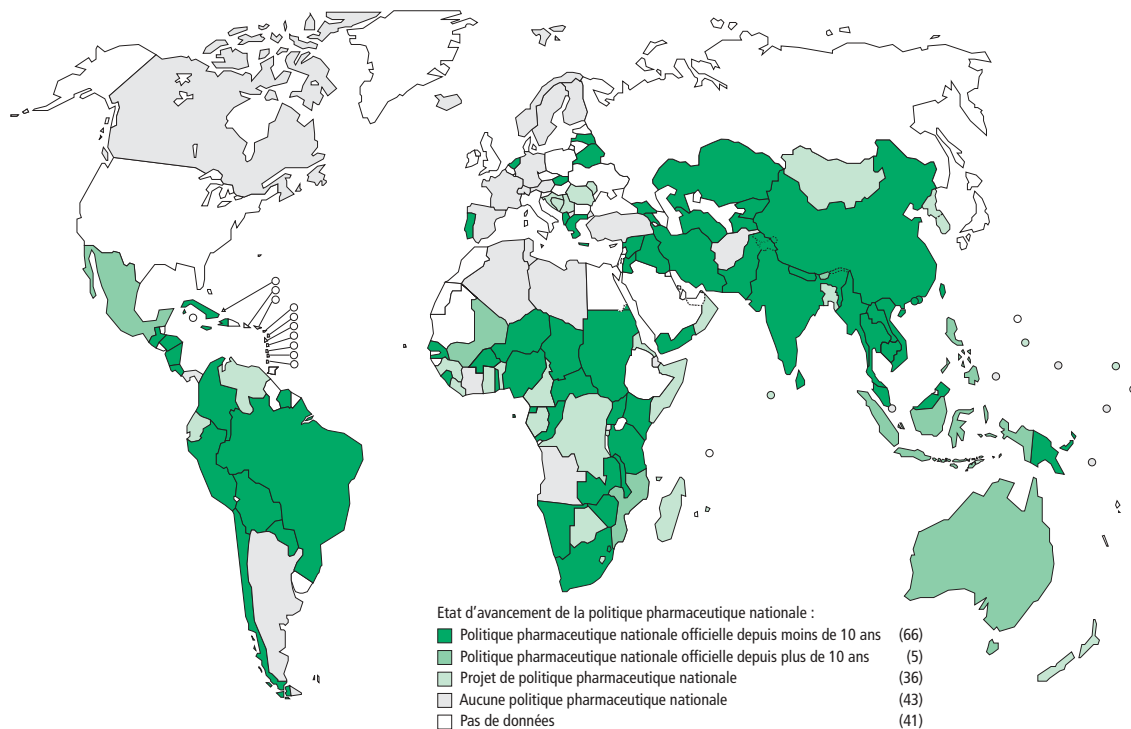 Etat d'avancement de la politique pharmaceutique nationale :
Politique pharmaceutique nationale officielle depuis moins de 10 ans (66)
Politique pharmaceutique nationale officielle depuis plus de 10 ans (5)
Projet de politique pharmaceutique nationale (36)
Aucune politique pharmaceutique nationale (43)
Pas de données (41)